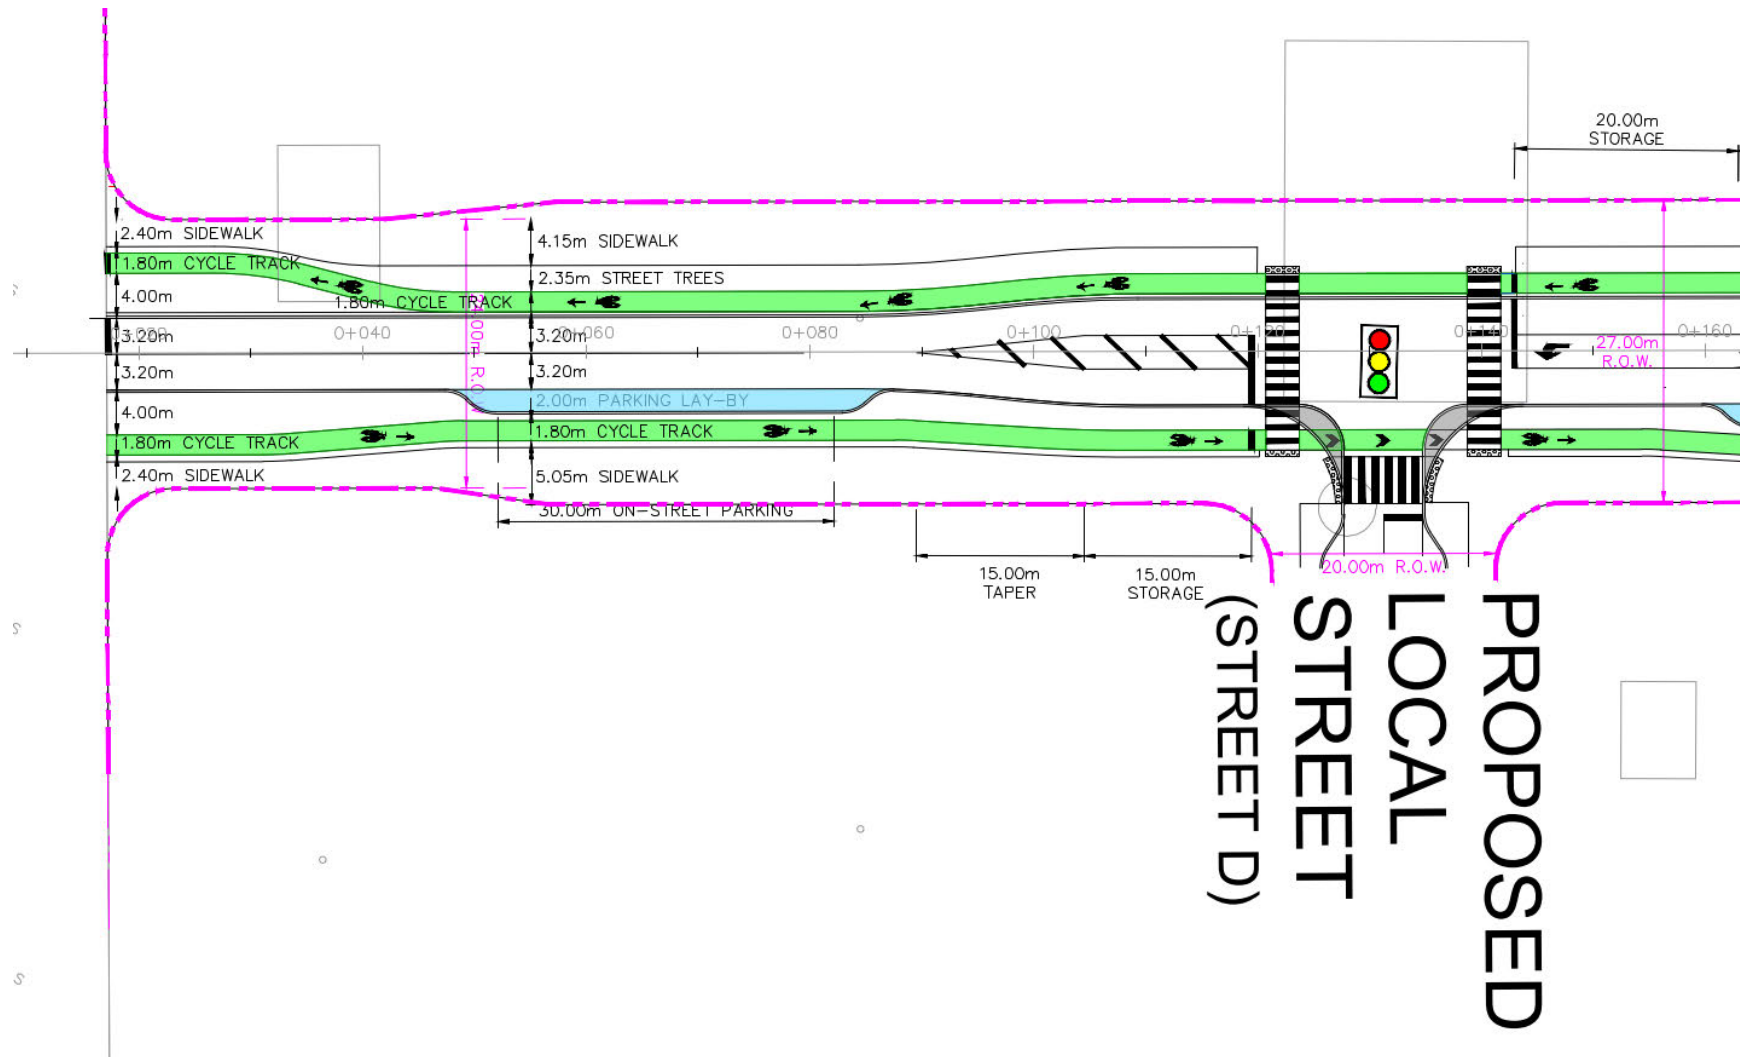 20.00m
STORAGE
2.40m SIDEWALK
4.15m SIDEWALK
1.80m CYCLE TRACK
2.35m STREET TREES
4.00m
1.80m CYCLE TRACK
0+040
0+060
0+080
0+100
0+120
0+140
0+160
3.20m
3.20m
27.00m
R.O.W.
3.20m
3.20m
24.00m R.O.W.
4.00m
2.00m PARKING LAY-BY
1.80m CYCLE TRACK
1.80m CYCLE TRACK
2.40m SIDEWALK
5.05m SIDEWALK
30.00m ON-STREET PARKING
15.00m
TAPER
15.00m
STORAGE
20.00m R.O.W.
PROPOSED
LOCAL
STREET
(STREET D)
S
S